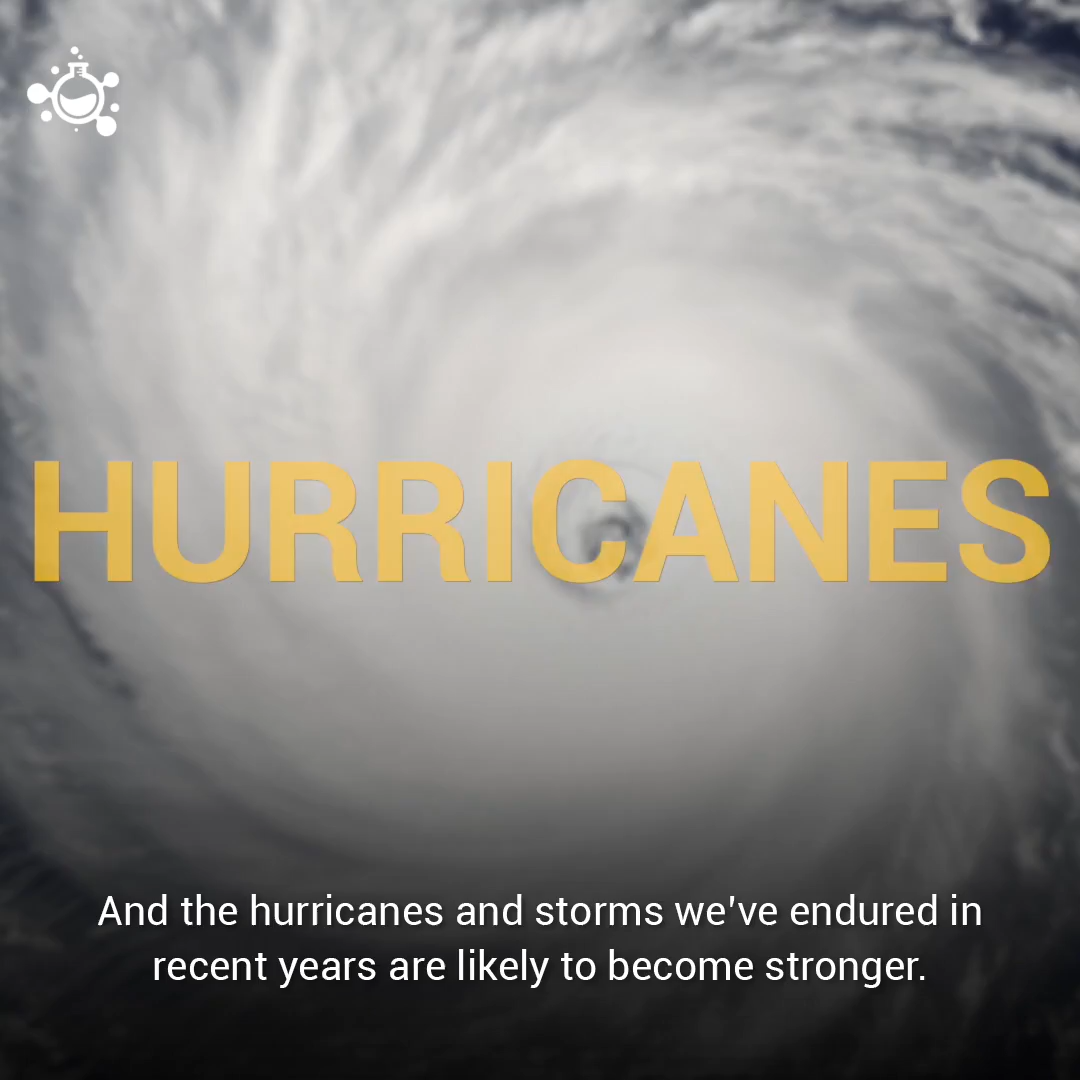 HURRICANES
And the hurricanes and storms we've endured in
recent years are likely to become stronger.